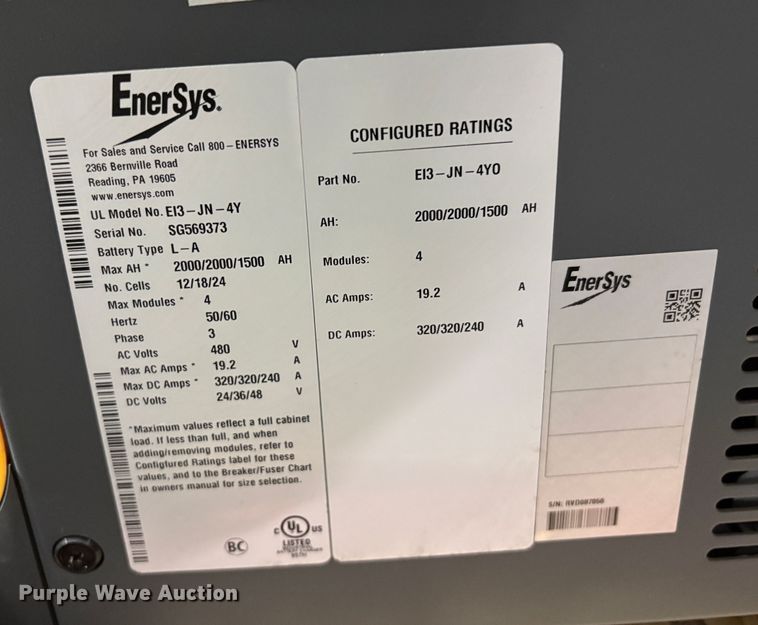 EnerSys®
For Sales and Service Call 800-ENERSYS
2366 Bernville Road
Reading, PA 19605
www.enersys.com
UL Model No. EI3-JN-4Y
Serial No. SG569373
Battery Type L-A
Max AH * 2000/2000/1500 AH
No. Cells 12/18/24
Max Modules * 4
Hertz 50/60
Phase 3
AC Volts 480 V
Max AC Amps * 19.2 A
Max DC Amps * 320/320/240 A
DC Volts 24/36/48 V
*Maximum values reflect a full cabinet
load. If less than full, and when
adding/removing modules, refer to
Configtured Ratings label for these
values, and to the Breaker/Fuser Chart
in owners manual for size selection.
BC
C UL US
LISTED
CONFIGURED RATINGS
Part No. EI3-JN-4YO
AH: 2000/2000/1500 AH
Modules: 4
AC Amps: 19.2 A
DC Amps: 320/320/240 A
EnerSys
S/N:
Purple Wave Auction